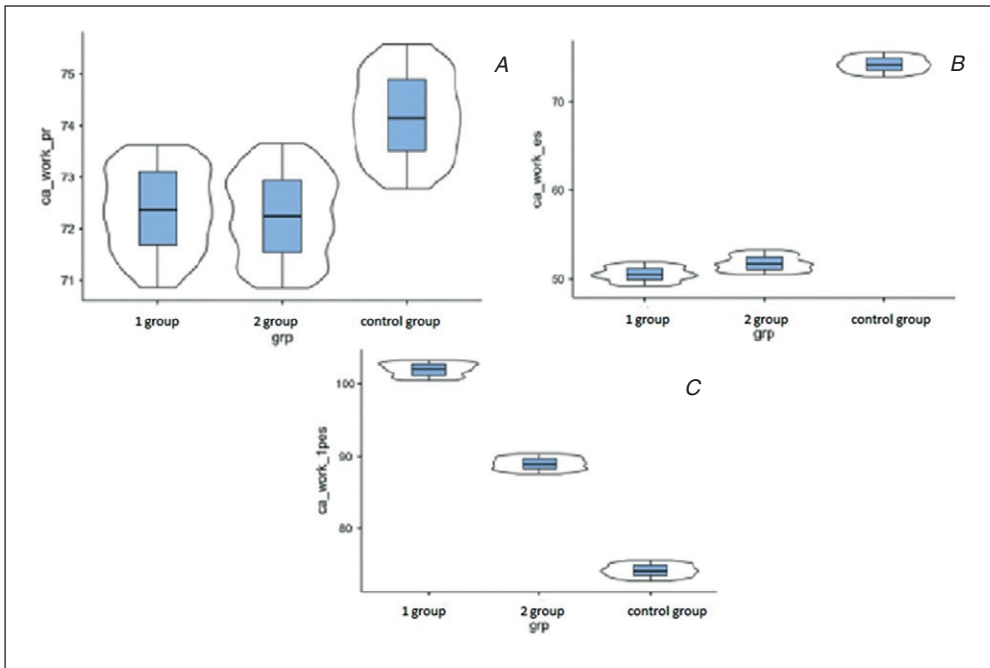 A
ca_work_pr
75
74
73
72
71
1 group 2 group control group
grp
B
ca_work_es
70
60
50
1 group 2 group control group
grp
C
ca_work_1pes
100
90
80
1 group 2 group control group
grp